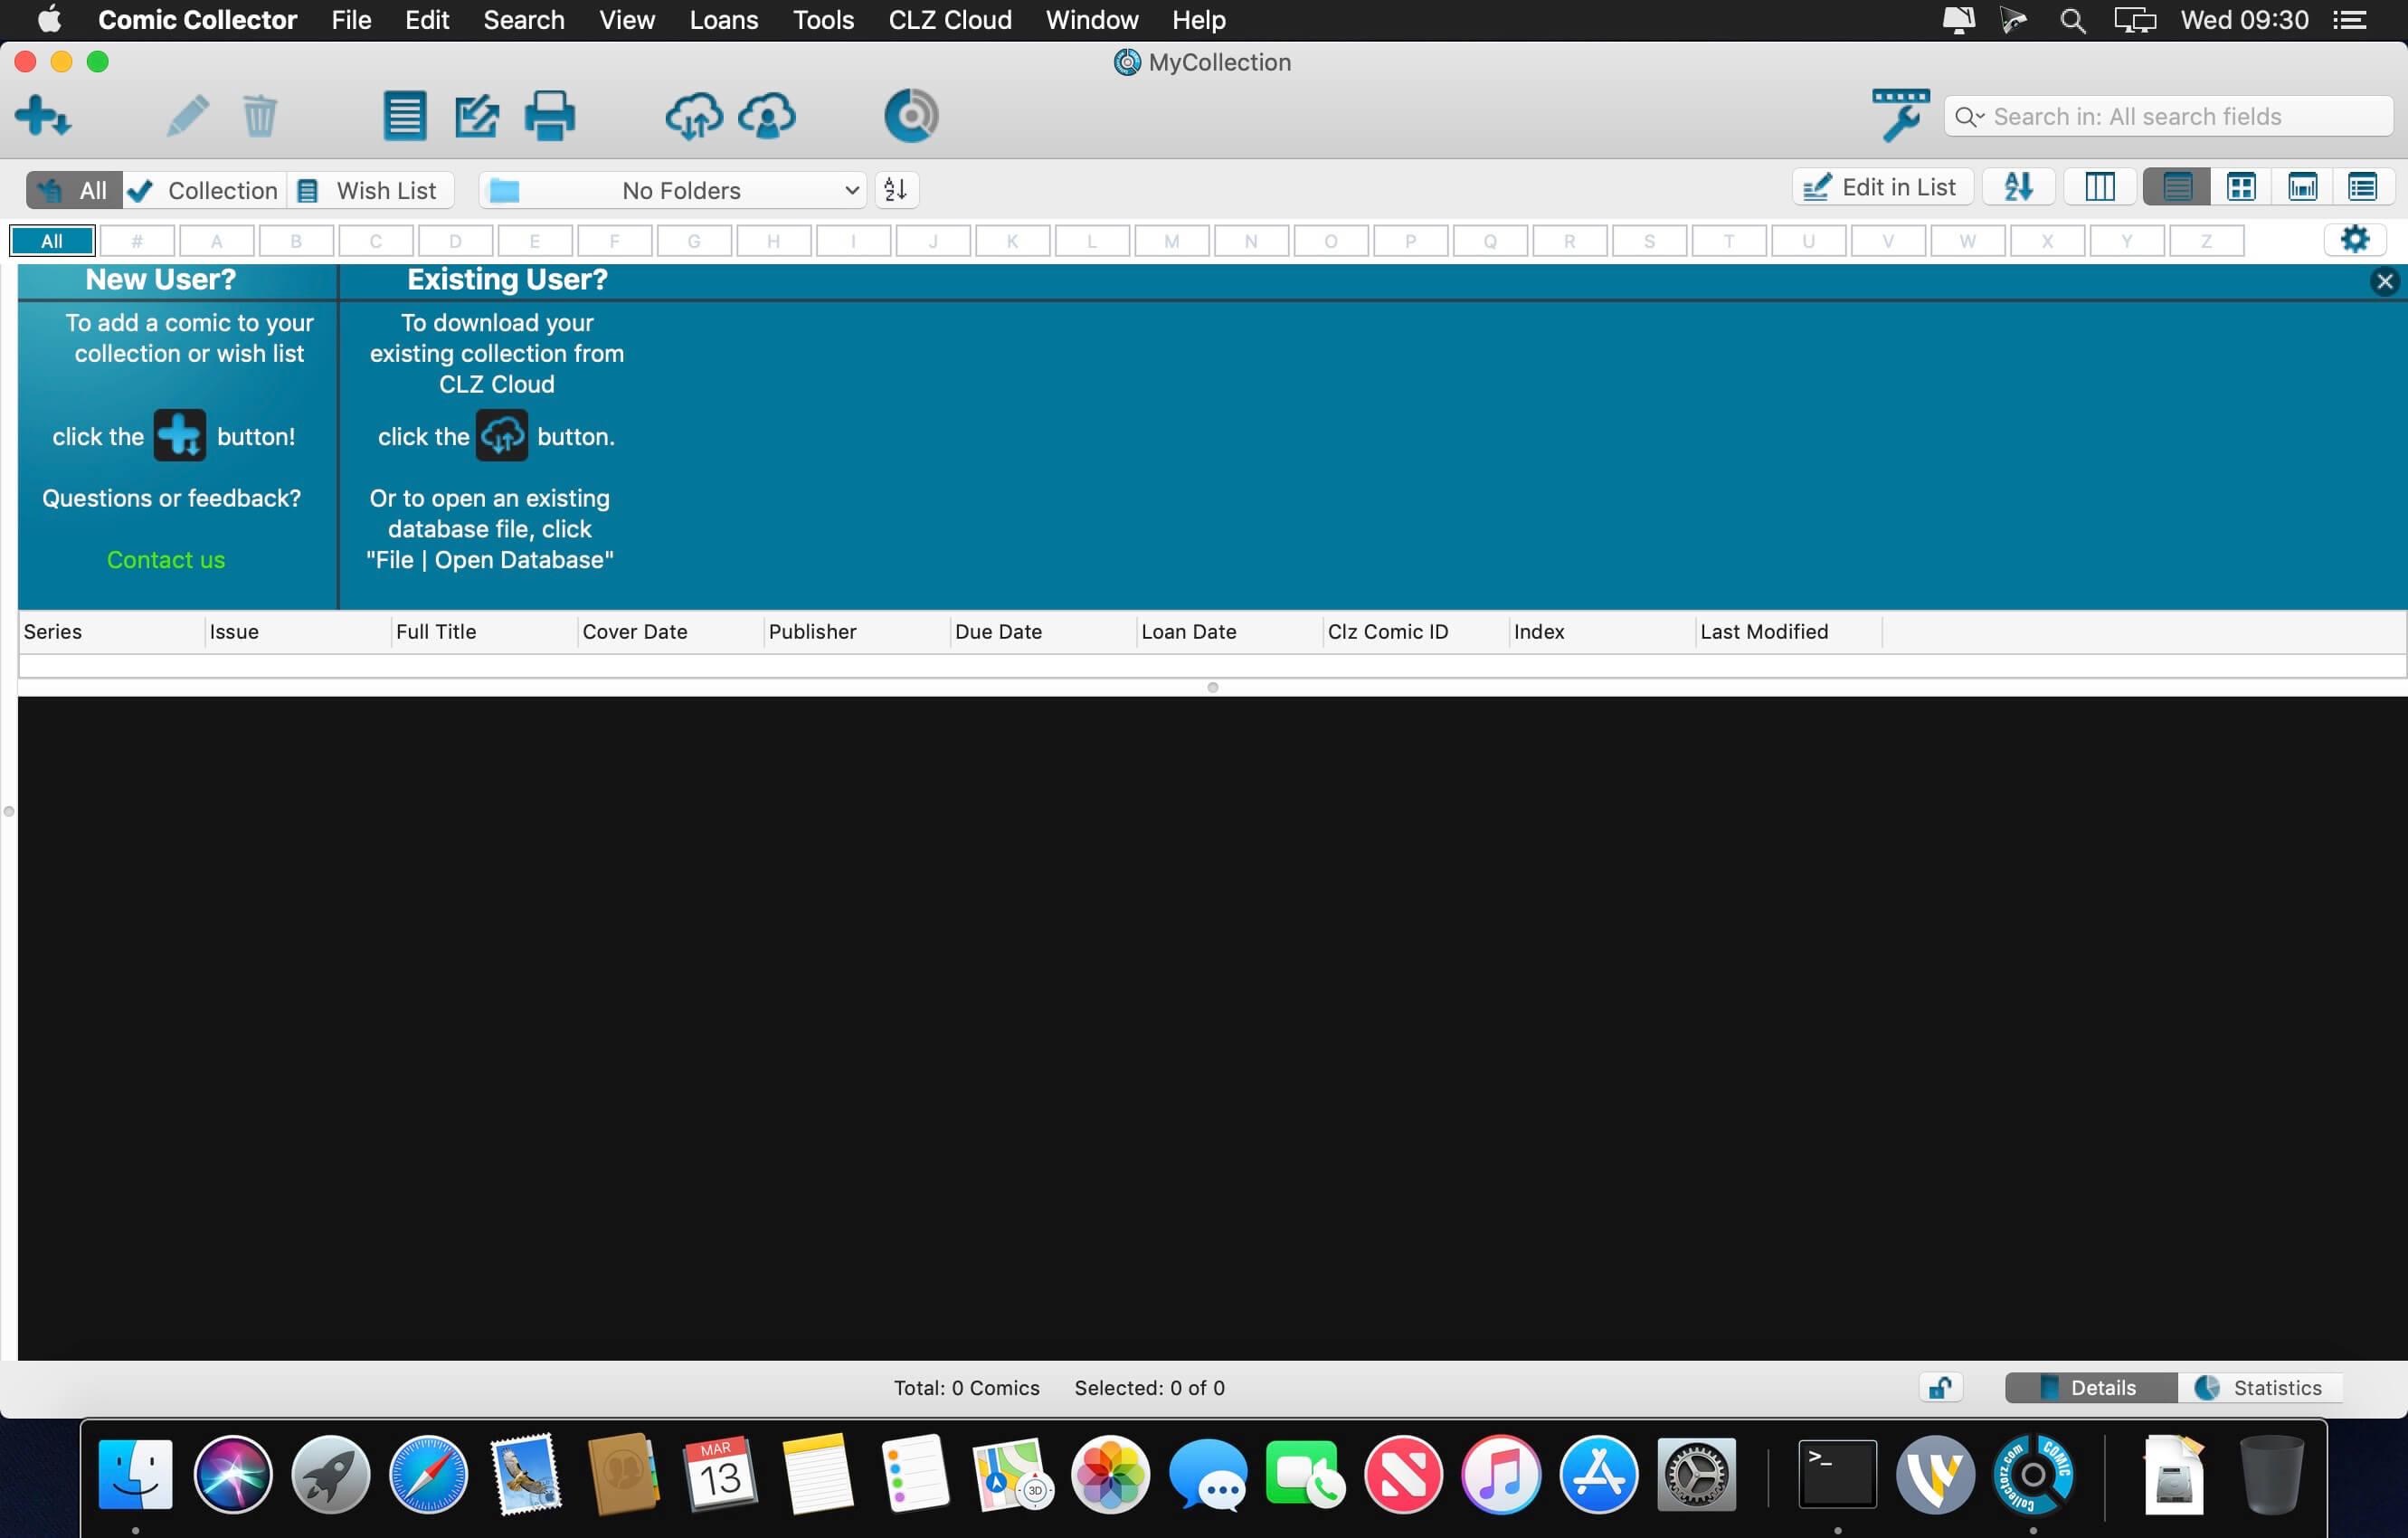 Comic Collector File Edit Search View Loans Tools CLZ Cloud Window Help Wed 09:30
MyCollection
Search in: All search fields
All Collection Wish List No Folders Edit in List
All # A B C D E F G H I J K L M N O P Q R S T U V W X Y Z
New User?
To add a comic to your
collection or wish list
click the button!
Questions or feedback?
Contact us
Existing User?
To download your
existing collection from
CLZ Cloud
click the button.
Or to open an existing
database file, click
"File | Open Database"
Series Issue Full Title Cover Date Publisher Due Date Loan Date Clz Comic ID Index Last Modified
Total: 0 Comics Selected: 0 of 0
Details Statistics
MAR
13
3D
>_
Collectorz.com COMIC